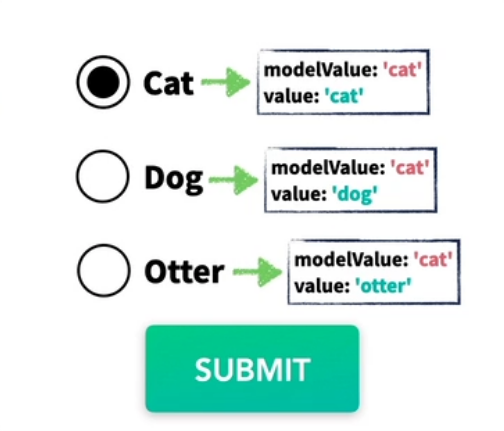 Cat
modelValue: 'cat'
value: 'cat'
Dog
modelValue: 'cat'
value: 'dog'
Otter
modelValue: 'cat'
value: 'otter'
SUBMIT